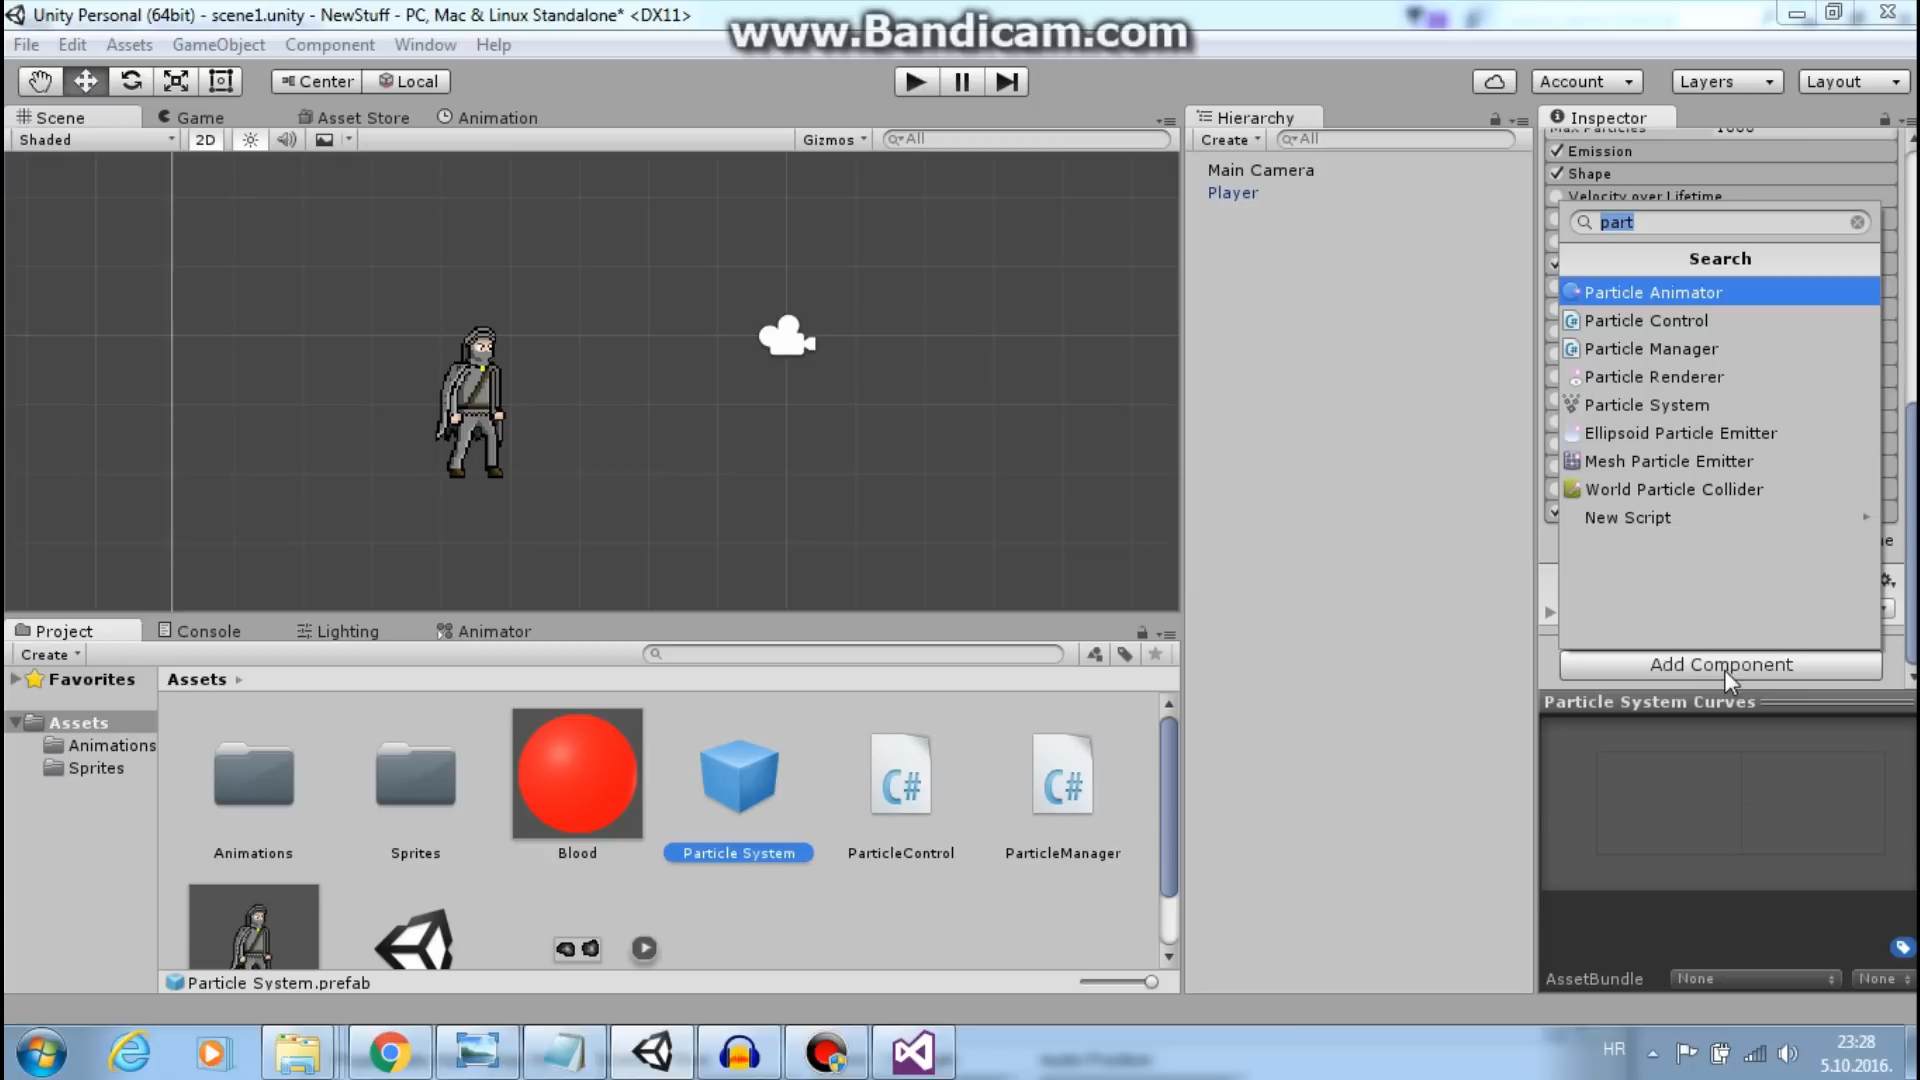 Unity Personal (64bit) - scene1.unity - NewStuff - PC, Mac & Linux Standalone* <DX11>
www.Bandicam.com
File Edit Assets GameObject Component Window Help
Center Local
Account Layers Layout
Scene Game Asset Store Animation
Hierarchy
Inspector
Shaded 2D Gizmos All
Create All
Max Particles 1000
Emission
Shape
Velocity over Lifetime
Main Camera
Player
part
Search
Particle Animator
Particle Control
Particle Manager
Particle Renderer
Particle System
Ellipsoid Particle Emitter
Mesh Particle Emitter
World Particle Collider
New Script
Add Component
Particle System Curves
Project Console Lighting Animator
Create
Favorites
Assets
Animations
Sprites
Assets
C# C#
Animations Sprites Blood Particle System ParticleControl ParticleManager
Particle System.prefab
AssetBundle None None
HR
23:28
5.10.2016.